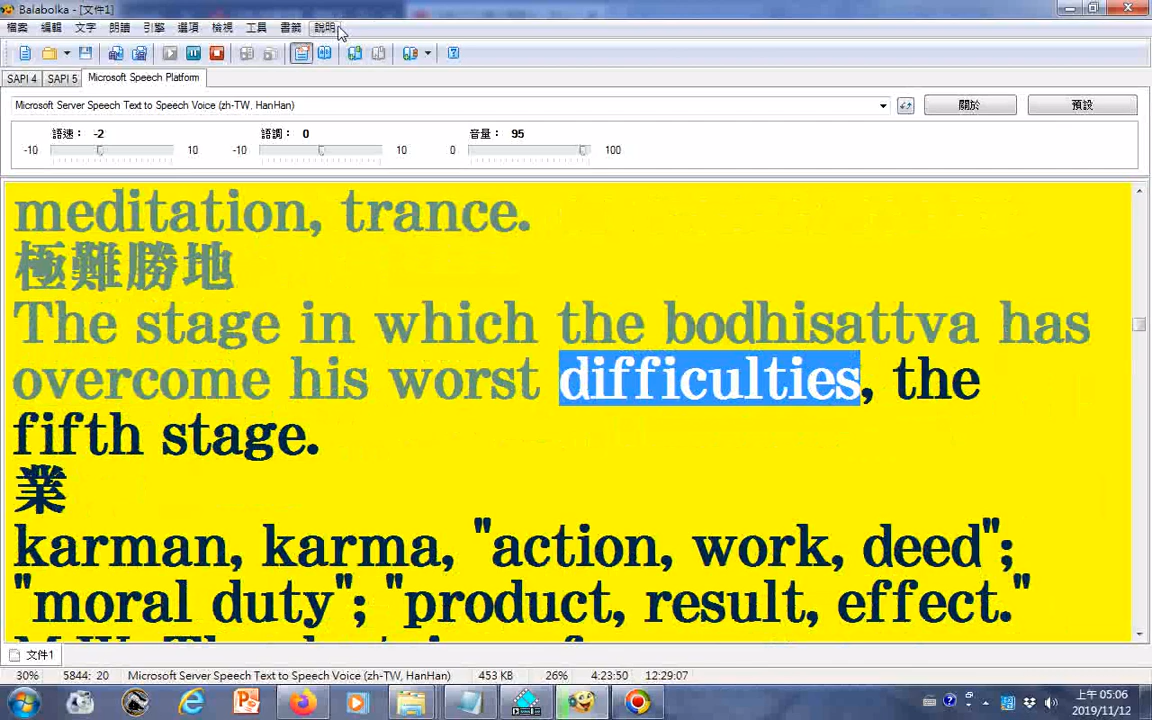 Balabolka - [文件1]
檔案 編輯 文字 朗讀 引擎 選項 檢視 工具 書籤 說明
SAPI 4 SAPI 5 Microsoft Speech Platform
Microsoft Server Speech Text to Speech Voice (zh-TW, HanHan) 關於 預設
語速： -2 語調： 0 音量： 95
-10 10 -10 10 0 100
meditation, trance.
極難勝地
The stage in which the bodhisattva has
overcome his worst difficulties, the
fifth stage.
業
karman, karma, "action, work, deed";
"moral duty"; "product, result, effect."
文件1
30% 5844: 20 Microsoft Server Speech Text to Speech Voice (zh-TW, HanHan) 453 KB 26% 4:23:50 12:29:07
上午 05:06
2019/11/12